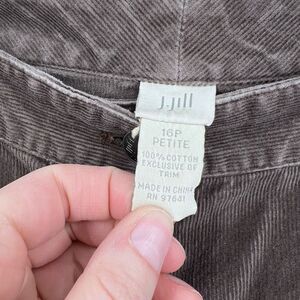 j.jill
16P
PETITE
100% COTTON
EXCLUSIVE OF
TRIM
MADE IN CHINA
RN 97641